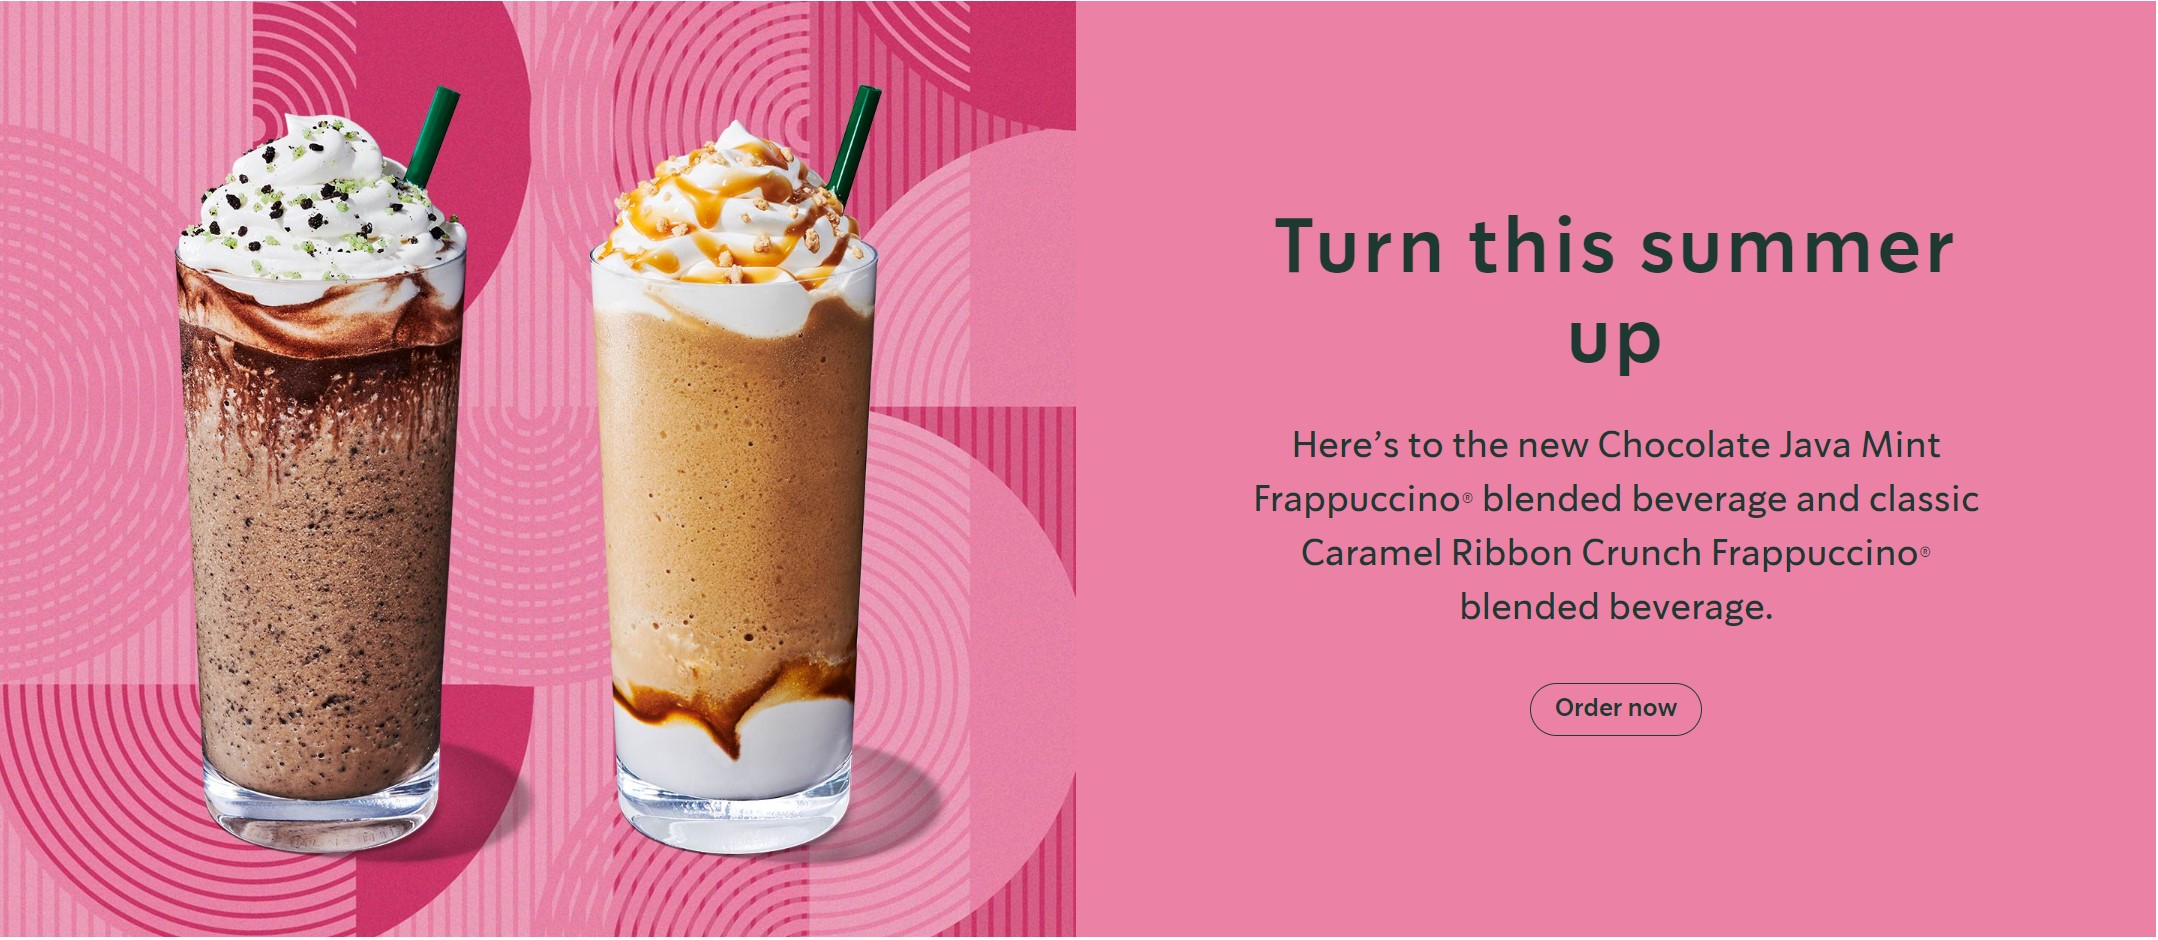 Turn this summer
up
Here’s to the new Chocolate Java Mint
Frappuccino® blended beverage and classic
Caramel Ribbon Crunch Frappuccino®
blended beverage.
Order now